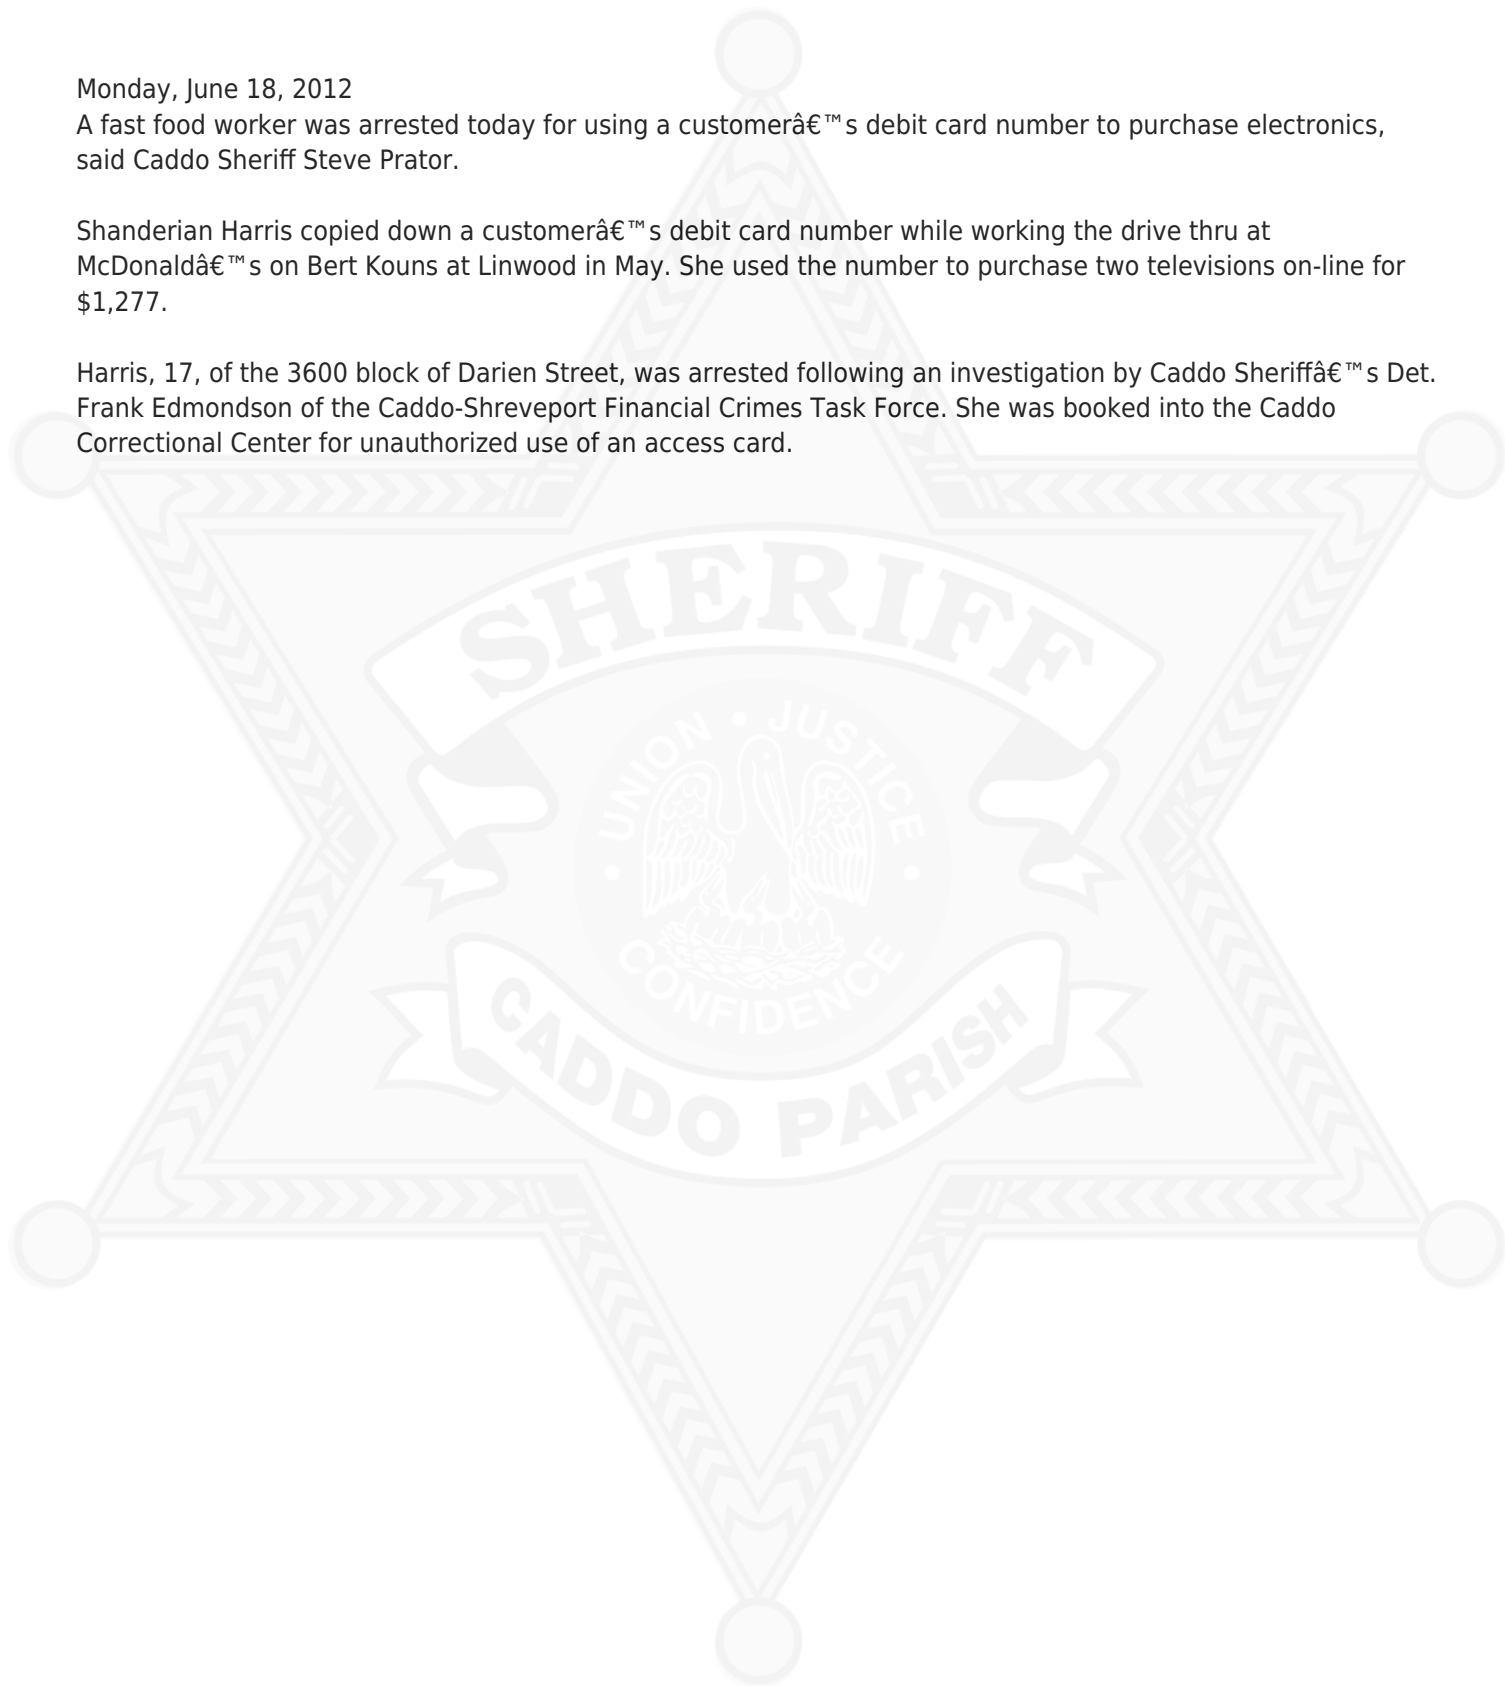 Monday, June 18, 2012
A fast food worker was arrested today for using a customerâ€™s debit card number to purchase electronics,
said Caddo Sheriff Steve Prator.
Shanderian Harris copied down a customerâ€™s debit card number while working the drive thru at
McDonaldâ€™s on Bert Kouns at Linwood in May. She used the number to purchase two televisions on-line for
$1,277.
Harris, 17, of the 3600 block of Darien Street, was arrested following an investigation by Caddo Sheriffâ€™s Det.
Frank Edmondson of the Caddo-Shreveport Financial Crimes Task Force. She was booked into the Caddo
Correctional Center for unauthorized use of an access card.
SHERIFF
UNION • JUSTICE
• CONFIDENCE •
CADDO PARISH